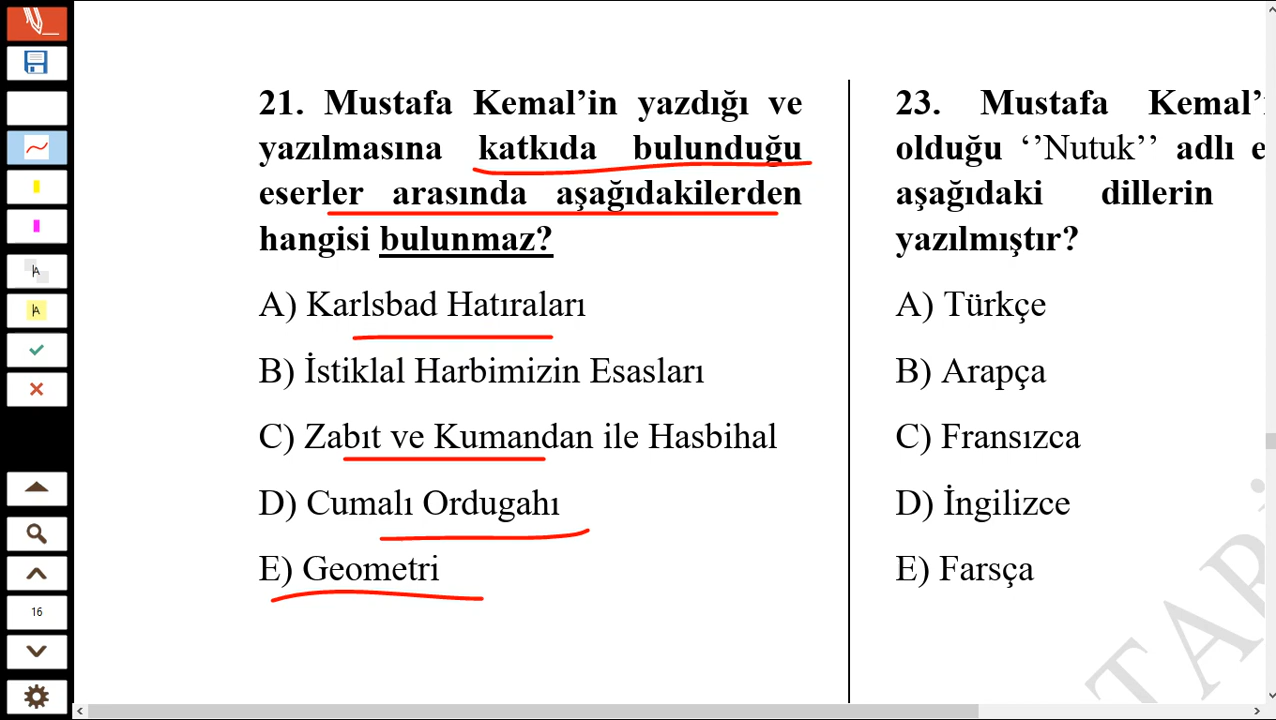 21. Mustafa Kemal’in yazdığı ve
yazılmasına katkıda bulunduğu
eserler arasında aşağıdakilerden
hangisi bulunmaz?
A) Karlsbad Hatıraları
B) İstiklal Harbimizin Esasları
C) Zabıt ve Kumandan ile Hasbihal
D) Cumalı Ordugahı
E) Geometri
23. Mustafa Kemal’
olduğu ‘’Nutuk’’ adlı e
aşağıdaki dillerin
yazılmıştır?
A) Türkçe
B) Arapça
C) Fransızca
D) İngilizce
E) Farsça
16
TARİ